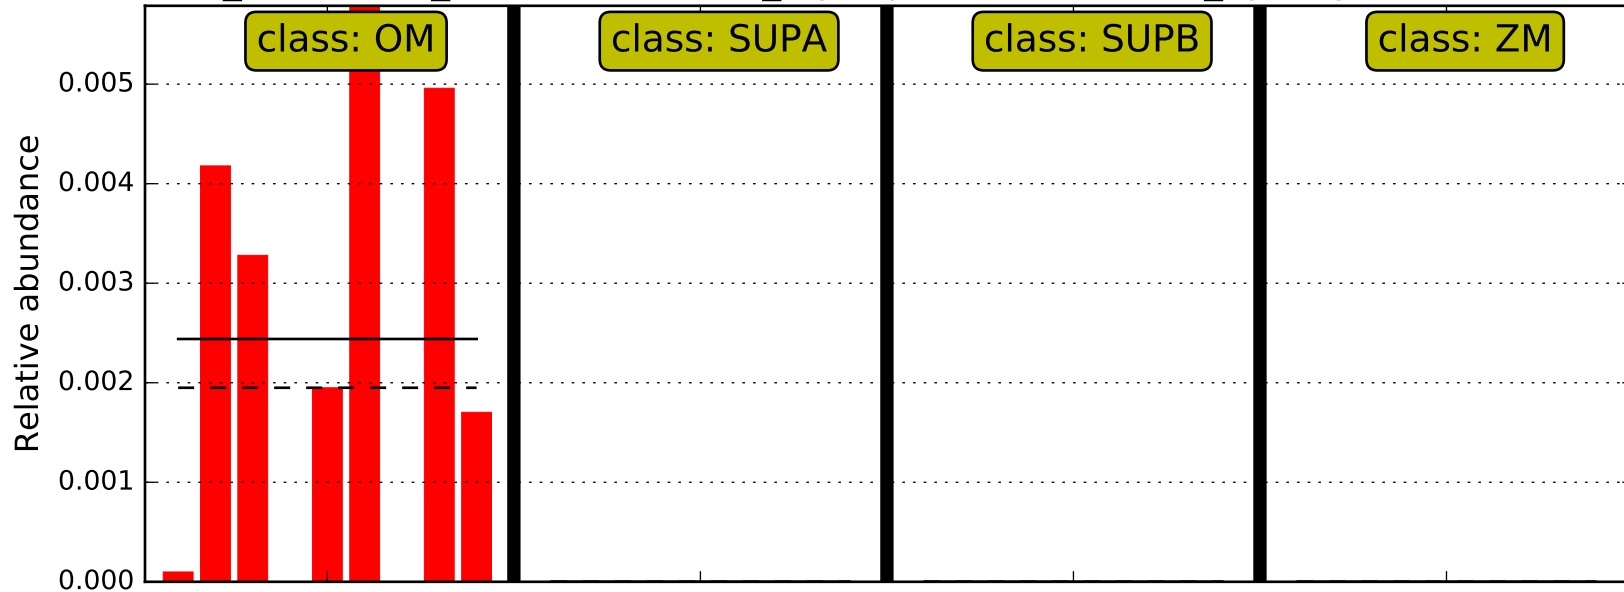 class: OM
class: SUPA
class: SUPB
class: ZM
Relative abundance
0.005
0.004
0.003
0.002
0.001
0.000